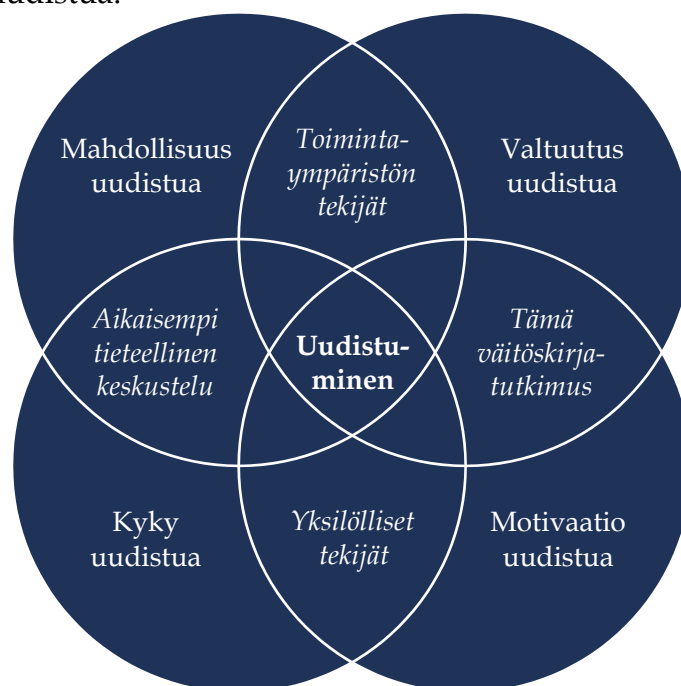 Mahdollisuus
uudistua
Toiminta-
ympäristön
tekijät
Valtuutus
uudistua
Aikaisempi
tieteellinen
keskustelu
Uudistu-
minen
Tämä
väitöskirja-
tutkimus
Kyky
uudistua
Yksilölliset
tekijät
Motivaatio
uudistua